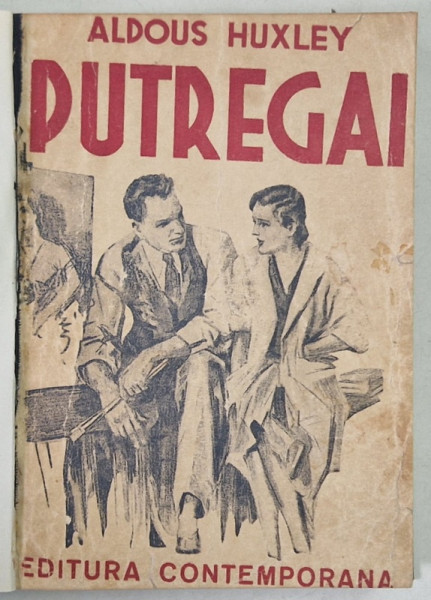 ALDOUS HUXLEY
PUTREGAI
EDITURA CONTEMPORANA